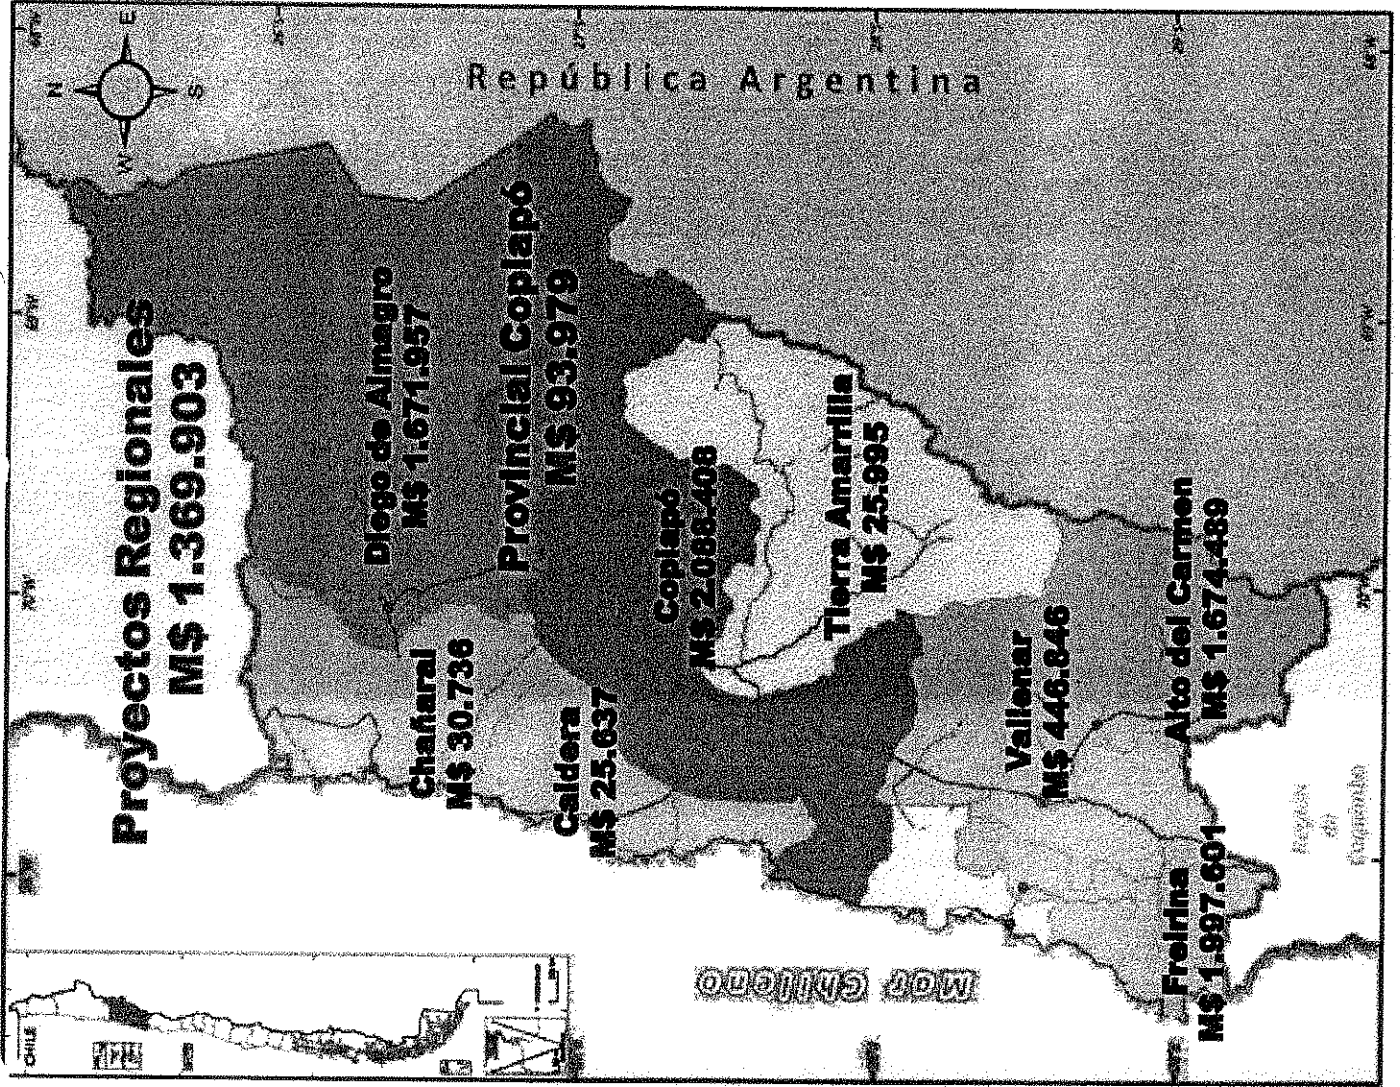 Proyectos Regionales
M$ 1.369.903
Diego de Almagro
M$ 1.671.957
Provincial Copiapó
M$ 93.979
Chañaral
M$ 30.736
Caldera
M$ 25.637
Copiapó
M$ 2.088.408
Tierra Amarrilla
M$ 25.995
Vallenar
M$ 446.846
Alto del Carmen
M$ 1.674.489
Freirina
M$ 1.997.601
República Argentina
Mar Chileno
N
E
S
W
CHILE